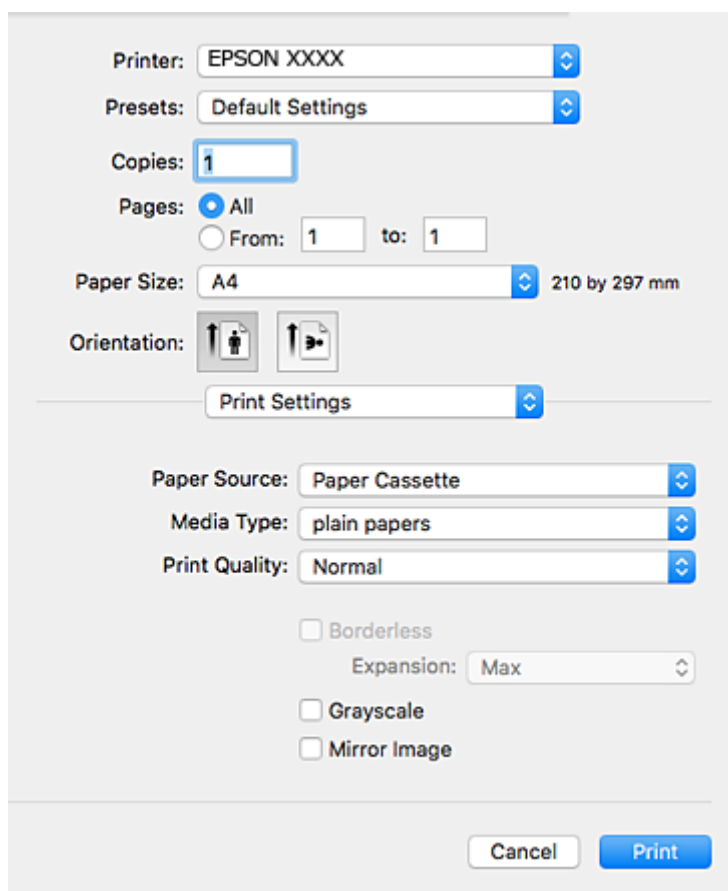 Printer: EPSON XXXX
Presets: Default Settings
Copies: 1
Pages: All
From: 1 to: 1
Paper Size: A4 210 by 297 mm
Orientation:
Print Settings
Paper Source: Paper Cassette
Media Type: plain papers
Print Quality: Normal
Borderless
Expansion: Max
Grayscale
Mirror Image
Cancel Print